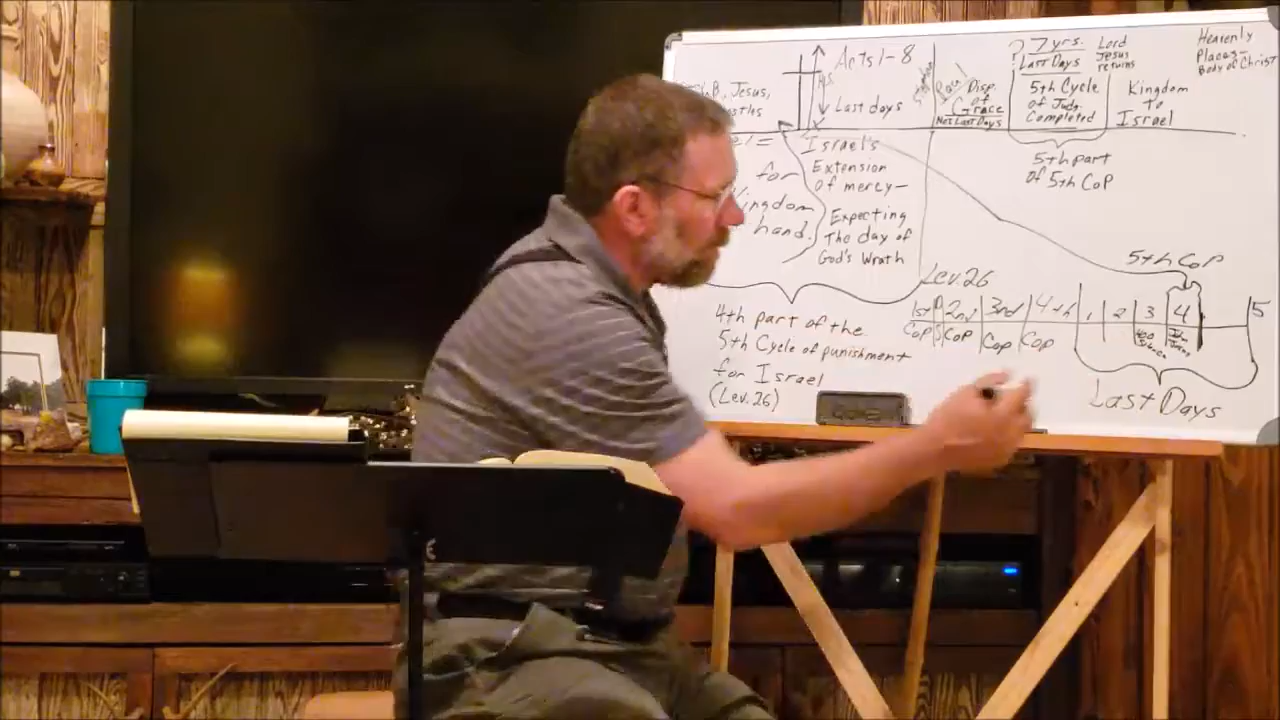 Acts 1-8
Last days
B., Jesus,
Disp.
of
Grace
Not Last Days
? 7 yrs.
Last Days
5th Cycle
of Judg.
Completed
Lord
Jesus
returns
Kingdom
to
Israel
Heavenly
Places-
Body of Christ
5th part
of 5th CoP
for
Kingdom
hand.
Israel's
Extension
of mercy-
Expecting
The day of
God's Wrath
4th part of the
5th Cycle of punishment
for Israel
(Lev. 26)
Lev. 26
5th CoP
1st 2nd 3rd 4th 1 2 3 4 5
CoP CoP CoP CoP
Last Days